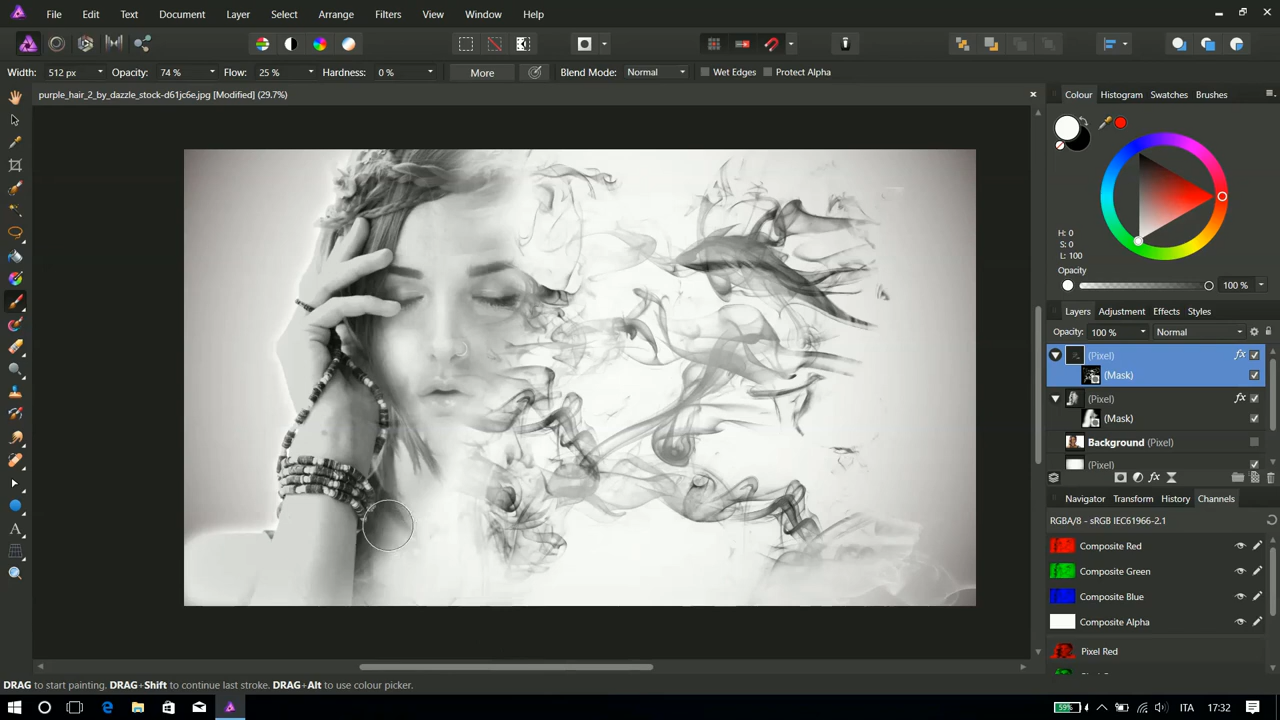 File Edit Text Document Layer Select Arrange Filters View Window Help
Width: 512 px Opacity: 74 % Flow: 25 % Hardness: 0 % More Blend Mode: Normal Wet Edges Protect Alpha
purple_hair_2_by_dazzle_stock-d61jc6e.jpg [Modified] (29.7%)
Colour Histogram Swatches Brushes
H: 0
S: 0
L: 100
Opacity
100 %
Layers Adjustment Effects Styles
Opacity: 100 % Normal
(Pixel) fx
(Mask)
(Pixel) fx
(Mask)
Background (Pixel)
(Pixel)
Navigator Transform History Channels
RGBA/8 - sRGB IEC61966-2.1
Composite Red
Composite Green
Composite Blue
Composite Alpha
Pixel Red
DRAG to start painting. DRAG+Shift to continue last stroke. DRAG+Alt to use colour picker.
59% ITA 17:32